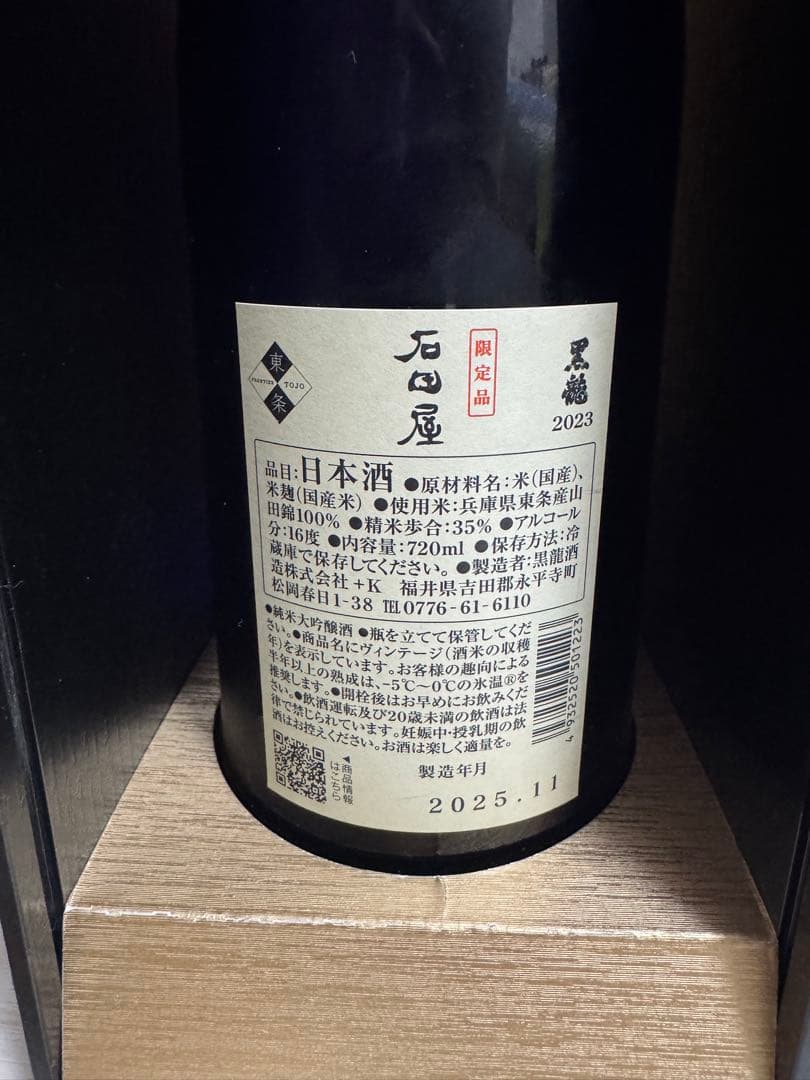 黒龍
2023
限定品
石田屋
東条
FRONTIER TOJO
品目:日本酒 ●原材料名:米(国産)、
米麹(国産米) ●使用米:兵庫県東条産山
田錦100% ●精米歩合:35% ●アルコール
分:16度 ●内容量:720ml ●保存方法:冷
蔵庫で保存してください。 ●製造者:黒龍酒
造株式会社+K 福井県吉田郡永平寺町
松岡春日1-38 TEL0776-61-6110
●純米大吟醸酒 ●瓶を立てて保管してくだ
さい。●商品名にヴィンテージ(酒米の収穫
年)を表示しています。お客様の趣向による
半年以上の熟成は、-5℃〜0℃の氷温®を
推奨します。●開栓後はお早めにお飲みくだ
さい。●飲酒運転及び20歳未満の飲酒は法
律で禁じられています。妊娠中・授乳期の飲
酒はお控えください。お酒は楽しく適量を。
4 932520 501223
◀商品情報
はこちら
製造年月
2025.11